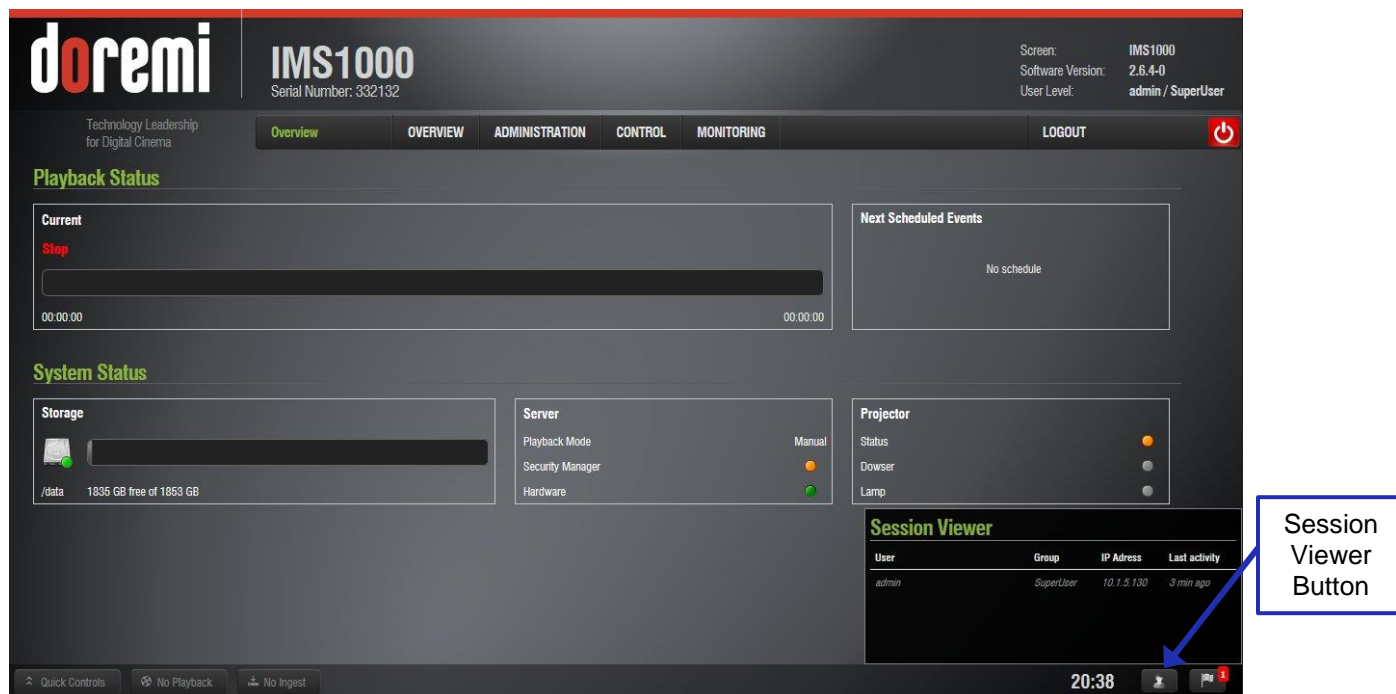 doremi
IMS1000
Serial Number: 332132
Screen: IMS1000
Software Version: 2.6.4-0
User Level: admin / SuperUser
Technology Leadership
for Digital Cinema
Overview OVERVIEW ADMINISTRATION CONTROL MONITORING LOGOUT
Playback Status
Current
Stop
00:00:00 00:00:00
Next Scheduled Events
No schedule
System Status
Storage
/data 1835 GB free of 1853 GB
Server
Playback Mode Manual
Security Manager
Hardware
Projector
Status
Dowser
Lamp
Session Viewer
User Group IP Adress Last activity
admin SuperUser 10.1.5.130 3 min ago
Session
Viewer
Button
Quick Controls No Playback No Ingest 20:38 1